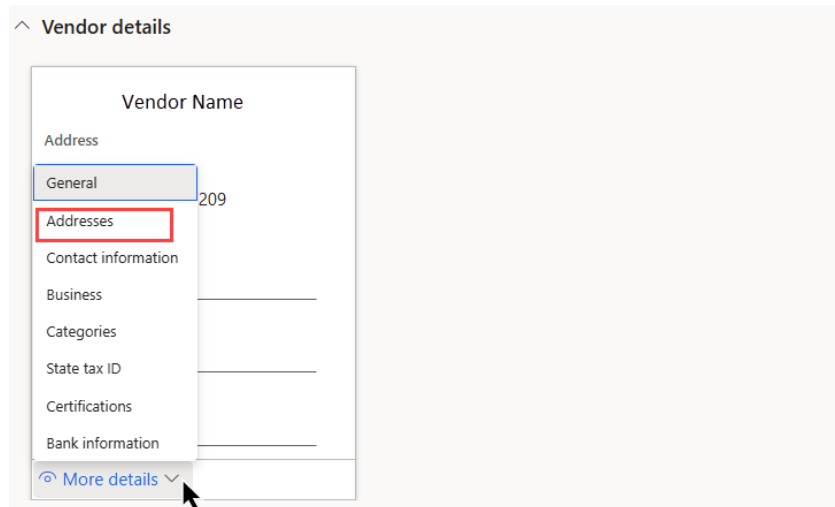 Vendor details
Vendor Name
Address
General
209
Addresses
Contact information
Business
Categories
State tax ID
Certifications
Bank information
More details